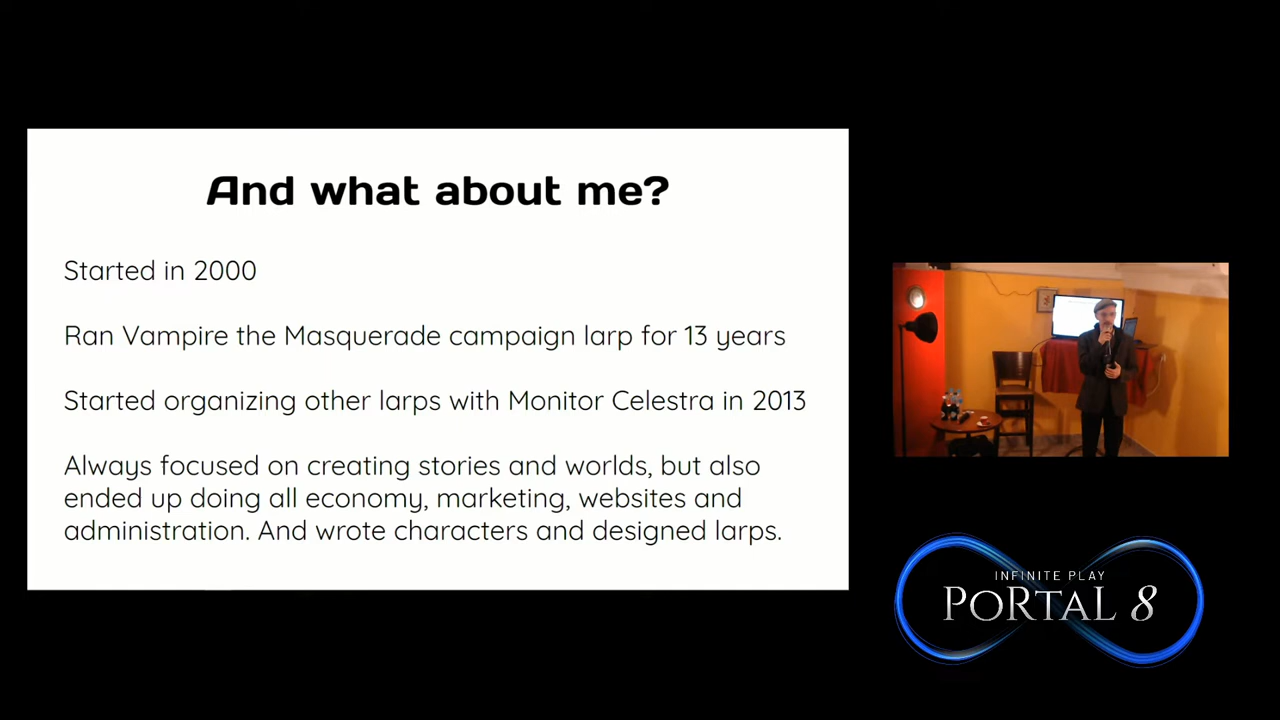 And what about me?
Started in 2000
Ran Vampire the Masquerade campaign larp for 13 years
Started organizing other larps with Monitor Celestra in 2013
Always focused on creating stories and worlds, but also
ended up doing all economy, marketing, websites and
administration. And wrote characters and designed larps.
INFINITE PLAY
PORTAL 8